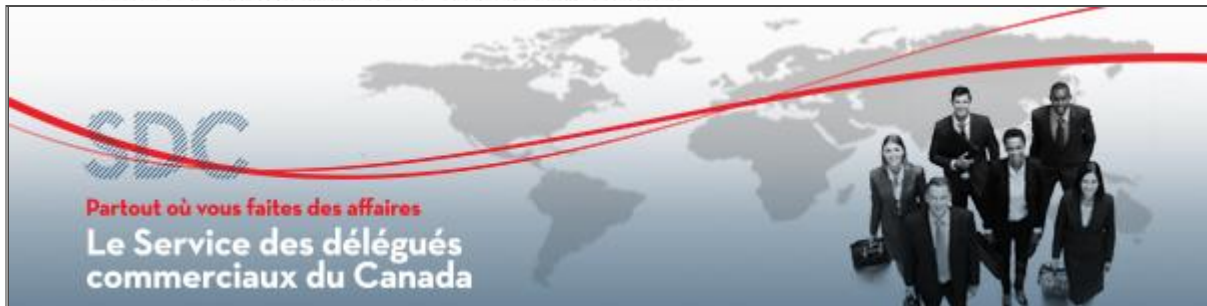 SDC
Partout où vous faites des affaires
Le Service des délégués
commerciaux du Canada